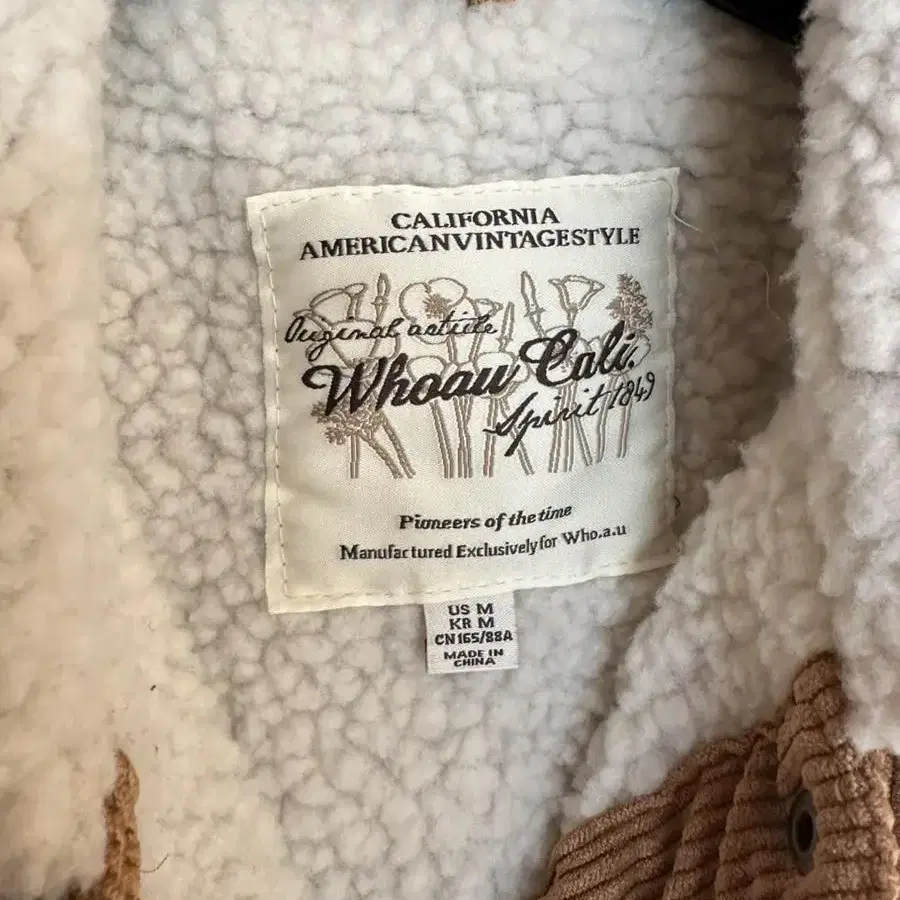 CALIFORNIA
AMERICANVINTAGESTYLE
Original article
Whoau Cali.
Spirit 1849
Pioneers of the time
Manufactured Exclusively for Who.a.u
US M
KR M
CN165/88A
MADE IN
CHINA